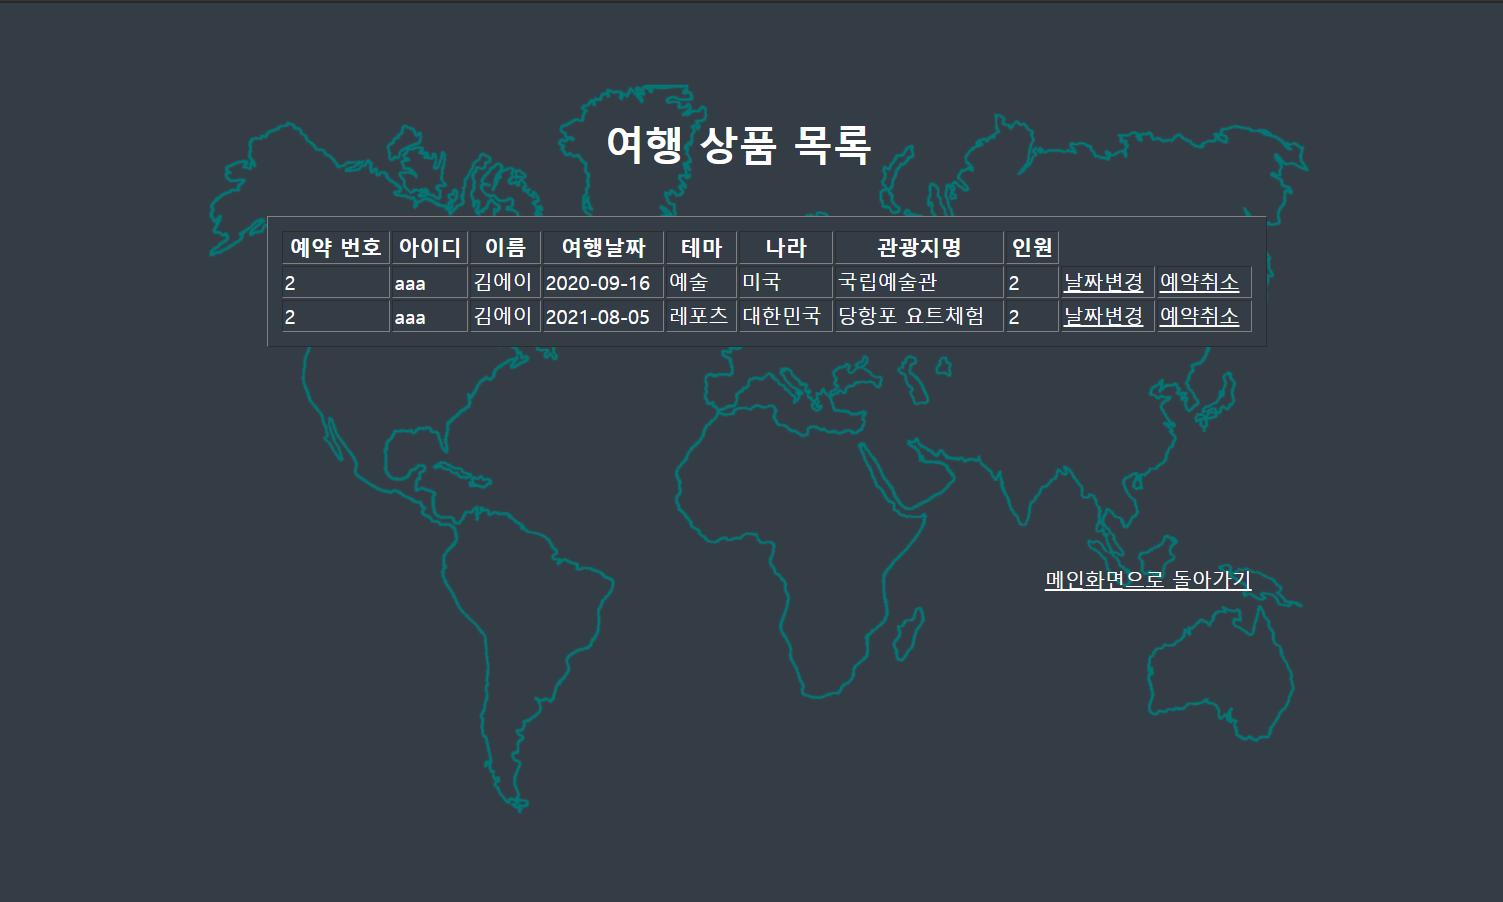 여행 상품 목록
예약 번호 아이디 이름 여행날짜 테마 나라 관광지명 인원
2 aaa 김에이 2020-09-16 예술 미국 국립예술관 2 날짜변경 예약취소
2 aaa 김에이 2021-08-05 레포츠 대한민국 당항포 요트체험 2 날짜변경 예약취소
메인화면으로 돌아가기